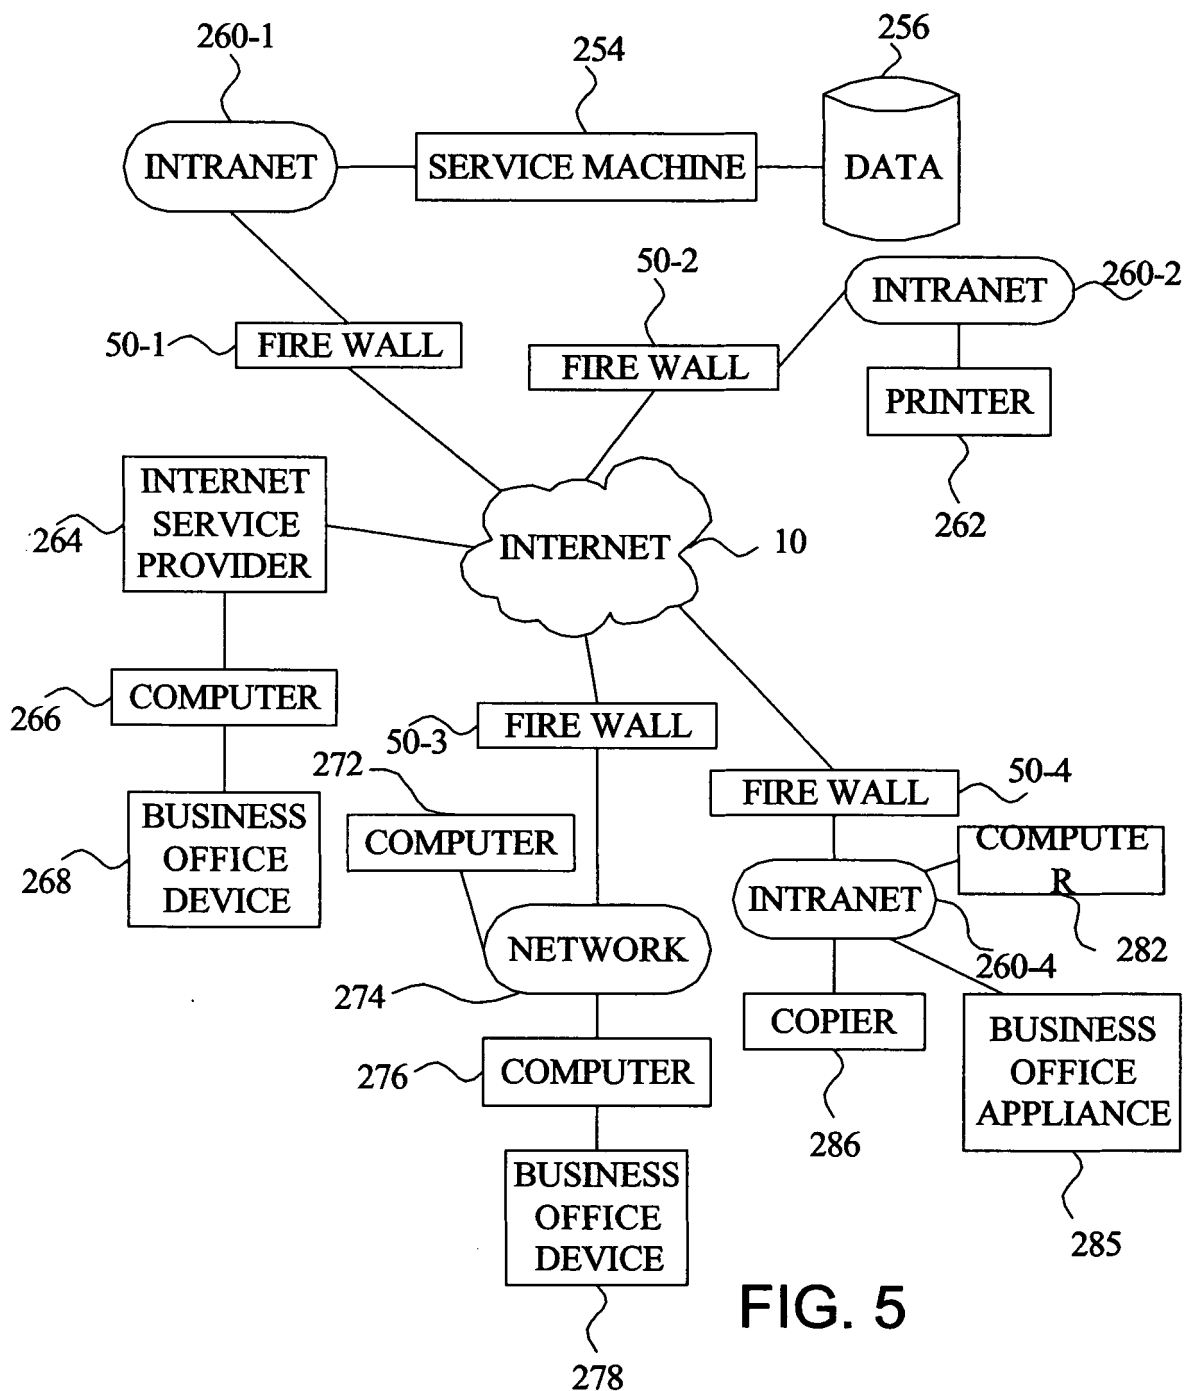 260-1
254
256
INTRANET
SERVICE MACHINE
DATA
50-2
INTRANET
260-2
50-1
FIRE WALL
FIRE WALL
PRINTER
INTERNET
SERVICE
PROVIDER
264
INTERNET
10
262
266
COMPUTER
50-3
FIRE WALL
272
50-4
FIRE WALL
BUSINESS
OFFICE
DEVICE
268
COMPUTER
COMPUTE
R
INTRANET
282
NETWORK
260-4
274
COPIER
BUSINESS
OFFICE
APPLIANCE
276
COMPUTER
286
BUSINESS
OFFICE
DEVICE
285
278
FIG. 5